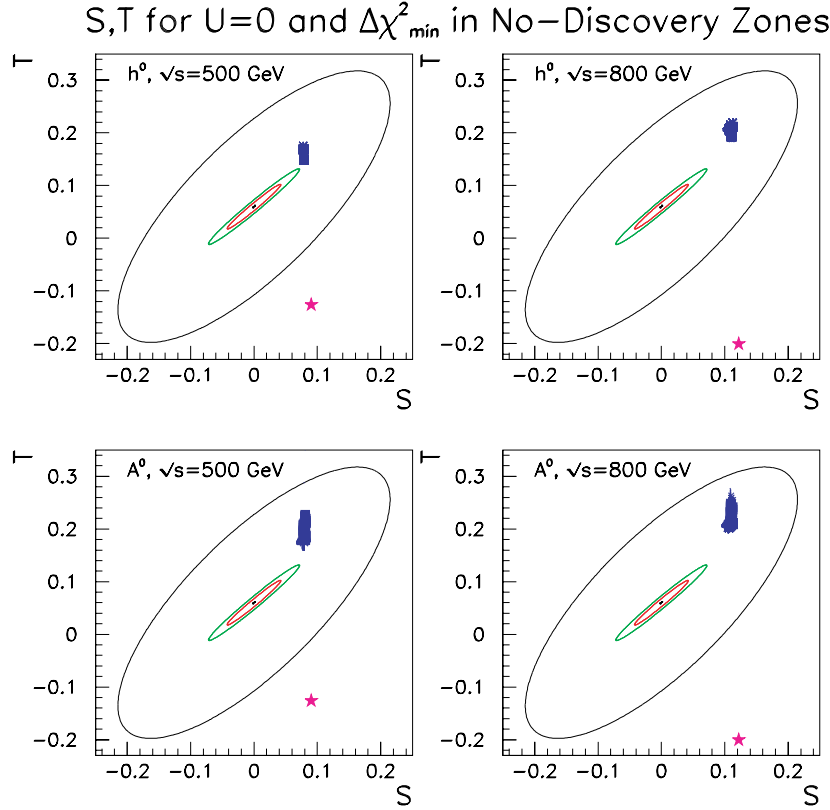 S,T for U=0 and Δχ²min in No-Discovery Zones
T
h⁰, √s=500 GeV
0.3
0.2
0.1
0
-0.1
-0.2
-0.2 -0.1 0 0.1 0.2
S
T
h⁰, √s=800 GeV
0.3
0.2
0.1
0
-0.1
-0.2
-0.2 -0.1 0 0.1 0.2
S
T
A⁰, √s=500 GeV
0.3
0.2
0.1
0
-0.1
-0.2
-0.2 -0.1 0 0.1 0.2
S
T
A⁰, √s=800 GeV
0.3
0.2
0.1
0
-0.1
-0.2
-0.2 -0.1 0 0.1 0.2
S